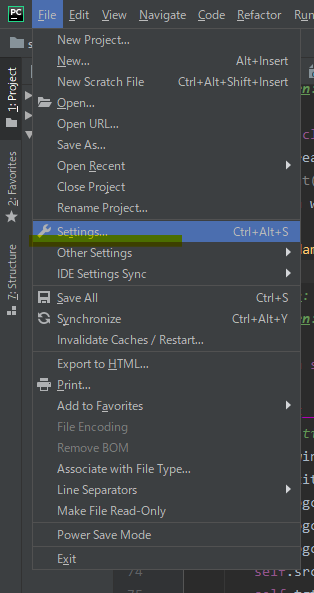 PC File Edit View Navigate Code Refactor
New Project...
New... Alt+Insert
New Scratch File Ctrl+Alt+Shift+Insert
Open...
Open URL...
Save As...
Open Recent
Close Project
Rename Project...
Settings... Ctrl+Alt+S
Other Settings
IDE Settings Sync
Save All Ctrl+S
Synchronize Ctrl+Alt+Y
Invalidate Caches / Restart...
Export to HTML...
Print...
Add to Favorites
File Encoding
Remove BOM
Associate with File Type...
Line Separators
Make File Read-Only
Power Save Mode
Exit
1: Project
2: Favorites
7: Structure
74 self.src